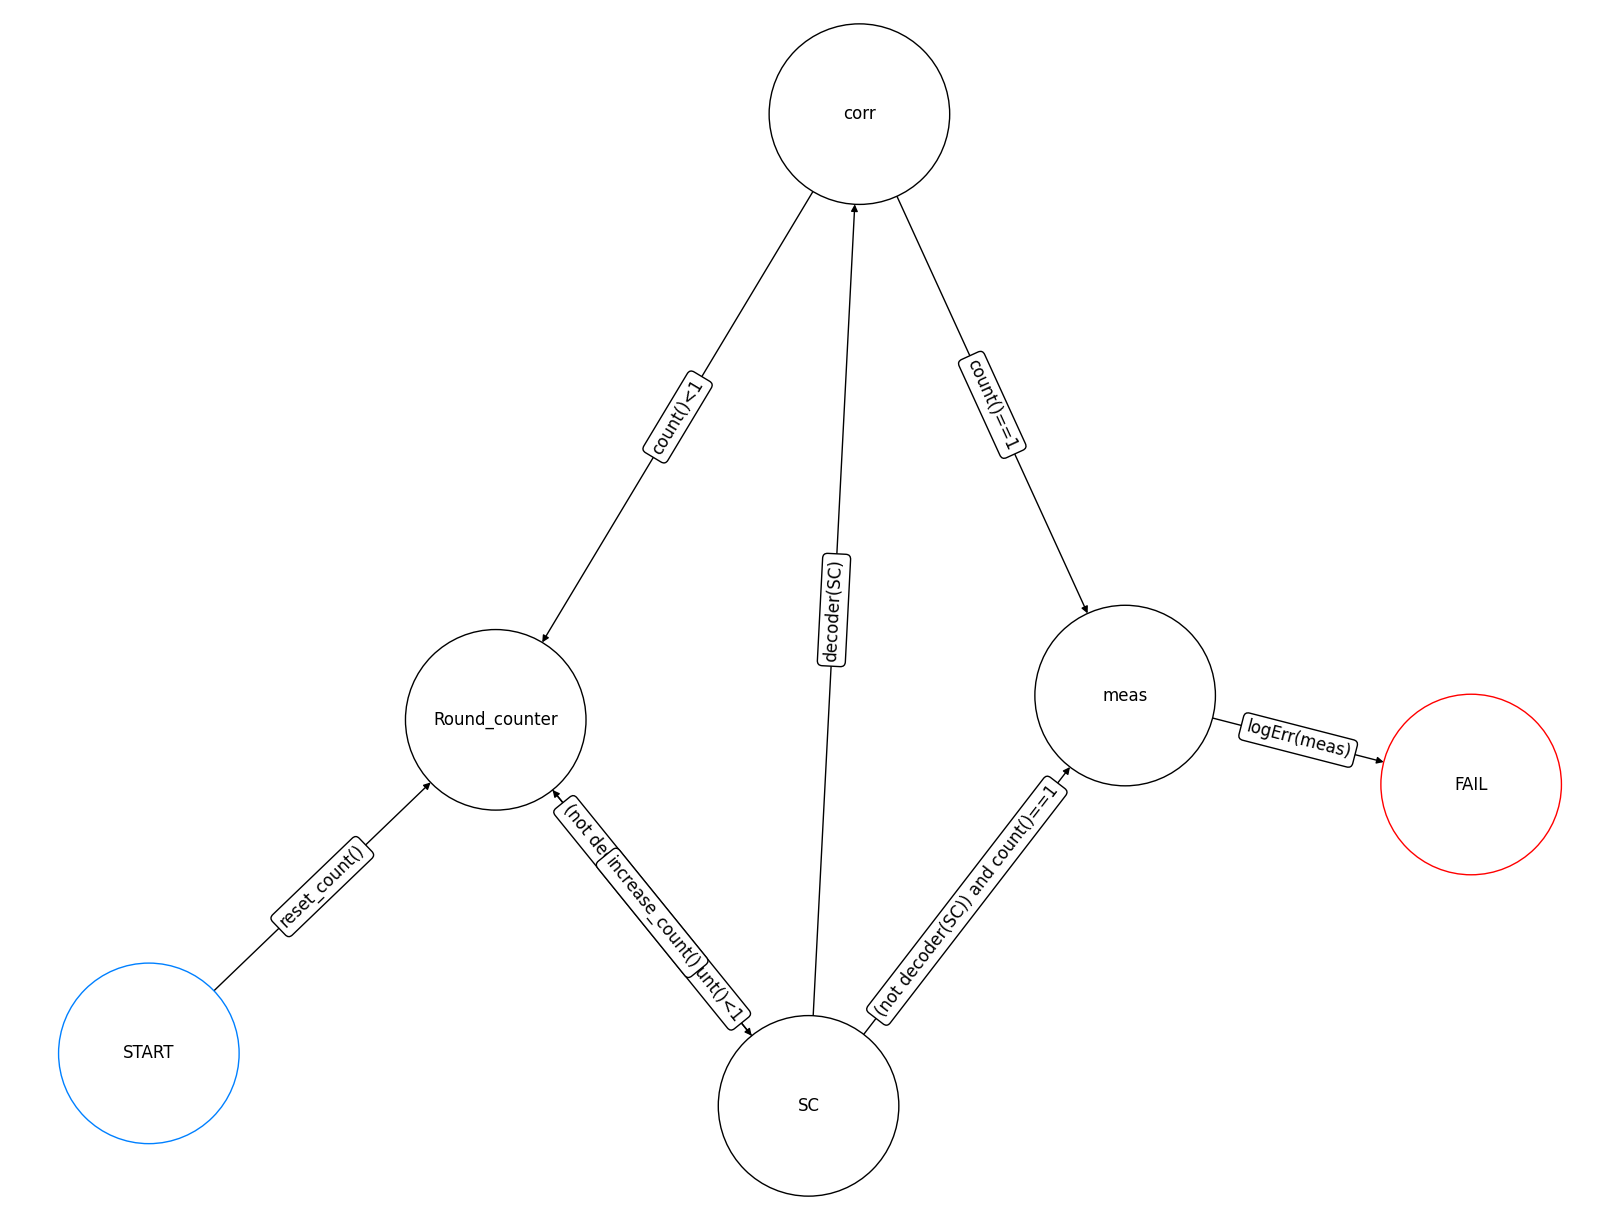 corr
count()<1
count()==1
decoder(SC)
Round_counter
meas
logErr(meas)
FAIL
(not de
increase_count()
unt()<1
(not decoder(SC)) and count()==1
reset_count()
START
SC